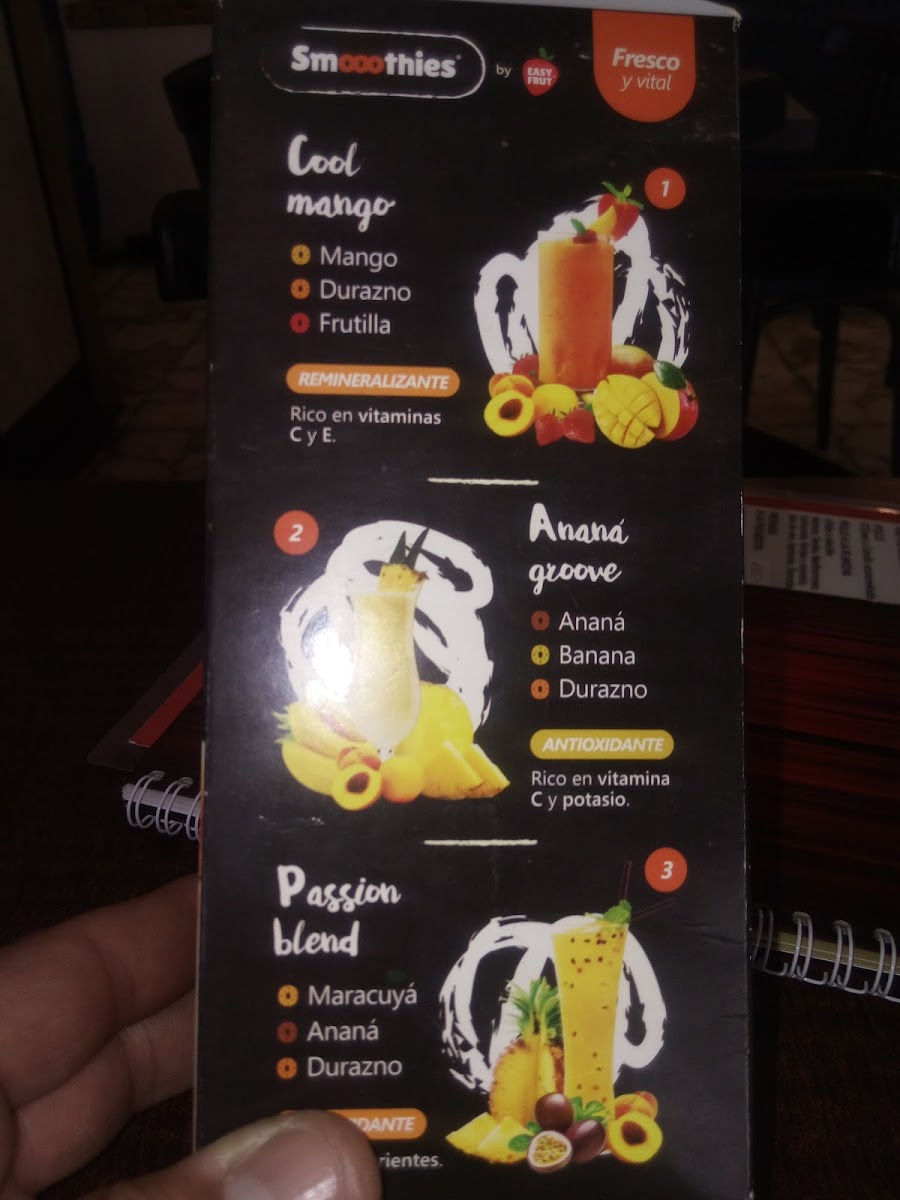 Smooothies® by EASY FRUT
Fresco
y vital
Cool
mango
1
Mango
Durazno
Frutilla
REMINERALIZANTE
Rico en vitaminas
C y E.
2
Ananá
groove
Ananá
Banana
Durazno
ANTIOXIDANTE
Rico en vitamina
C y potasio.
3
Passion
blend
Maracuyá
Ananá
Durazno